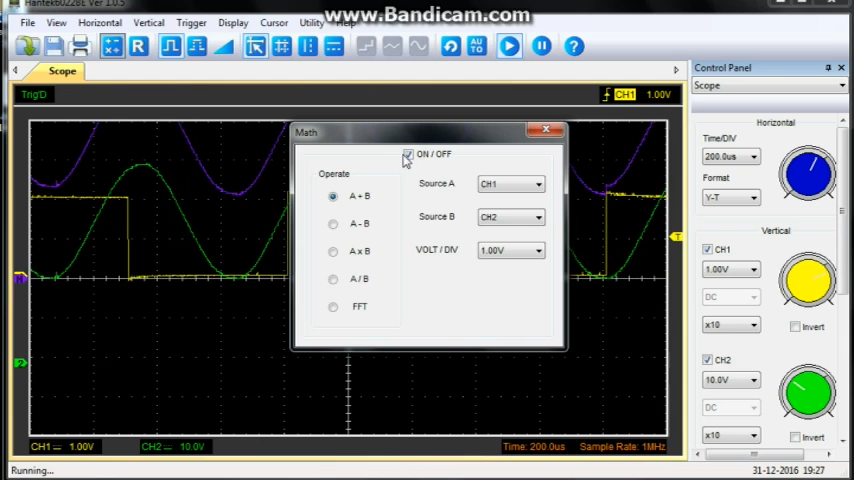 Hantek6022BE Ver 1.0.5
www.Bandicam.com
File View Horizontal Vertical Trigger Display Cursor Utility Help
R AUTO ?
Scope
Control Panel
Scope
Trig'D
CH1 1.00V
Horizontal
Time/DIV
200.0us
Format
Y-T
Vertical
CH1
1.00V
DC
x10
Invert
CH2
10.0V
DC
x10
Invert
Math
ON / OFF
Operate
A + B
A - B
A x B
A / B
FFT
Source A CH1
Source B CH2
VOLT / DIV 1.00V
T
M
2
CH1 1.00V CH2 10.0V Time: 200.0us Sample Rate: 1MHz
Running...
31-12-2016 19:27